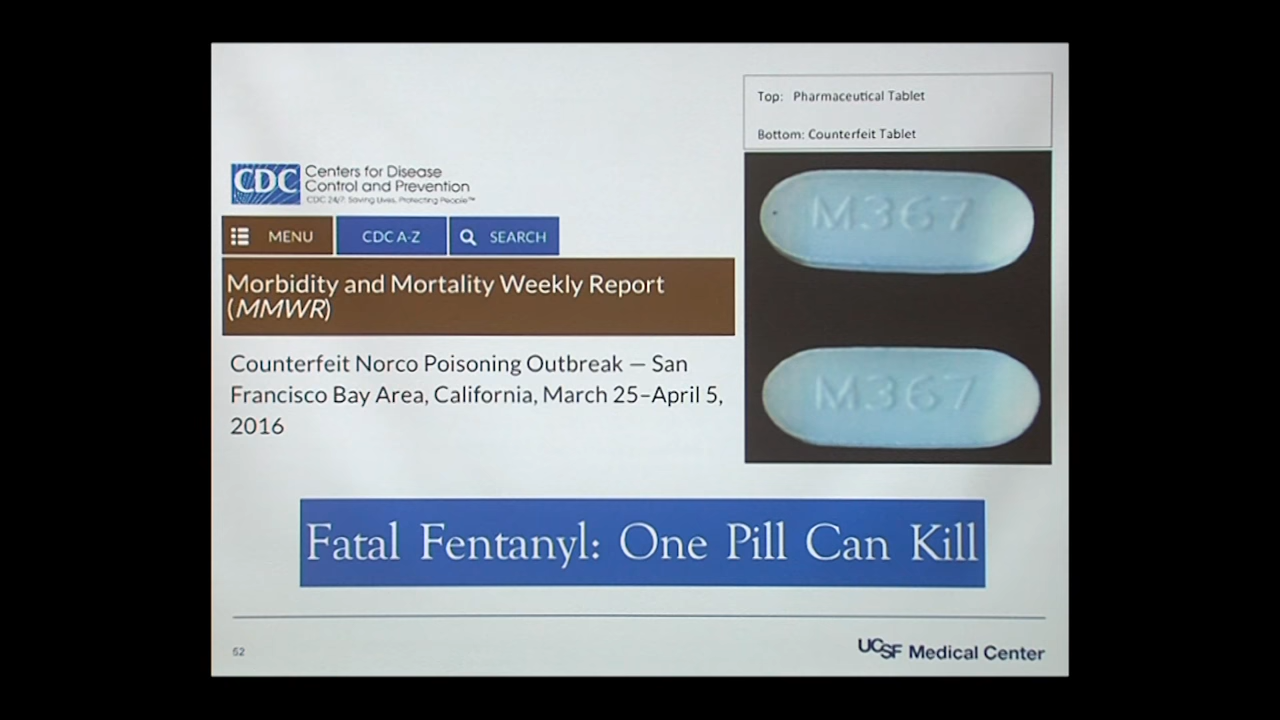 Top: Pharmaceutical Tablet
Bottom: Counterfeit Tablet
CDC
Centers for Disease
Control and Prevention
CDC 24/7: Saving Lives, Protecting People™
MENU
CDC A-Z
SEARCH
Morbidity and Mortality Weekly Report
(MMWR)
Counterfeit Norco Poisoning Outbreak — San
Francisco Bay Area, California, March 25–April 5,
2016
M367
M367
Fatal Fentanyl: One Pill Can Kill
52
UCSF Medical Center